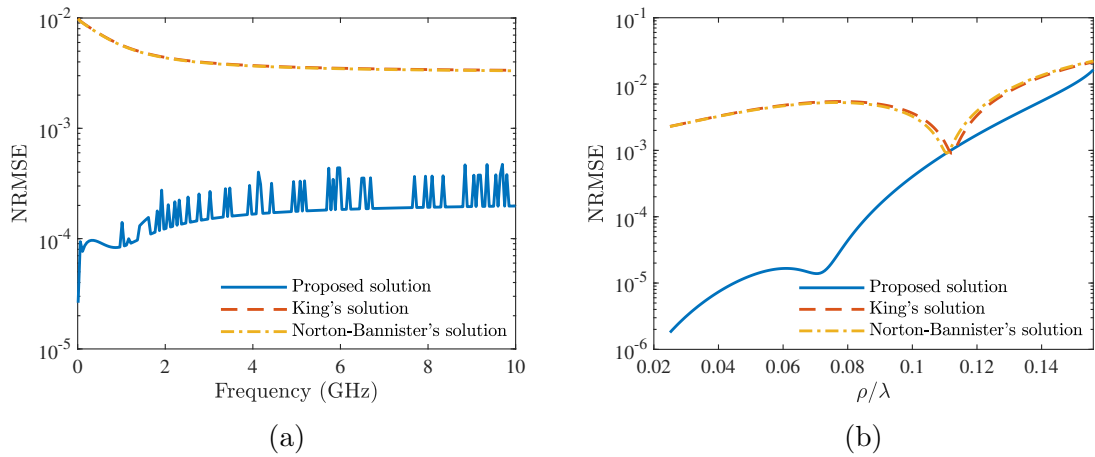 10^-2
10^-3
10^-4
10^-5
NRMSE
0 2 4 6 8 10
Frequency (GHz)
Proposed solution
King's solution
Norton-Bannister's solution
(a)
10^-1
10^-2
10^-3
10^-4
10^-5
10^-6
NRMSE
0.02 0.04 0.06 0.08 0.1 0.12 0.14
ρ/λ
Proposed solution
King's solution
Norton-Bannister's solution
(b)